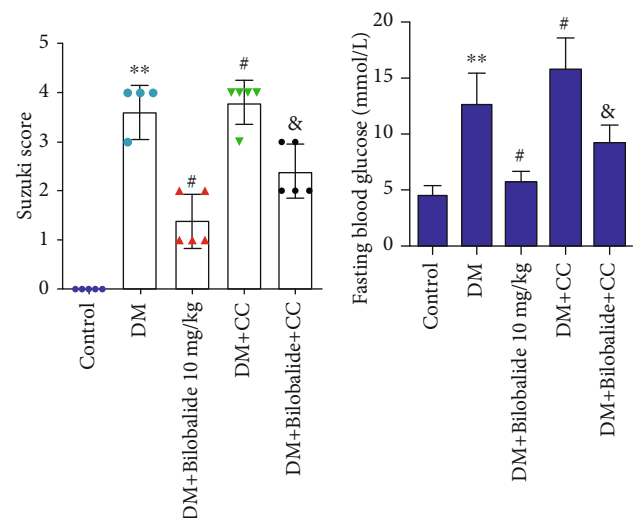 Suzuki score
5
4
3
2
1
0
**
#
#
&
Control
DM
DM+Bilobalide 10 mg/kg
DM+CC
DM+Bilobalide+CC
Fasting blood glucose (mmol/L)
20
15
10
5
0
**
#
#
&
Control
DM
DM+Bilobalide 10 mg/kg
DM+CC
DM+Bilobalide+CC